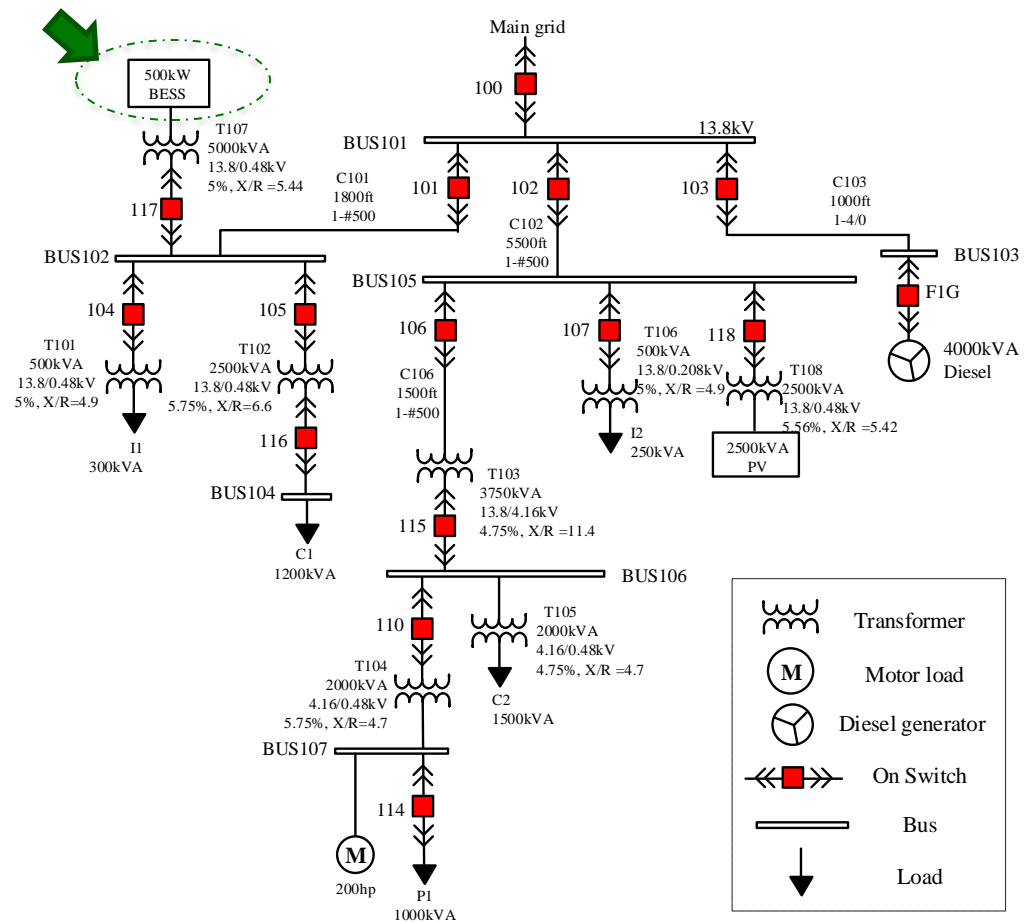 Main grid
500kW
BESS
100
T107
5000kVA
13.8/0.48kV
5%, X/R =5.44
13.8kV
BUS101
117
C101
1800ft
1-#500
101
102
103
C103
1000ft
1-4/0
C102
5500ft
1-#500
BUS102
BUS103
BUS105
104
105
106
107
118
F1G
T101
500kVA
13.8/0.48kV
5%, X/R=4.9
T102
2500kVA
13.8/0.48kV
5.75%, X/R=6.6
C106
1500ft
1-#500
T106
500kVA
13.8/0.208kV
5%, X/R =4.9
T108
2500kVA
13.8/0.48kV
5.56%, X/R =5.42
4000kVA
Diesel
I1
300kVA
116
I2
250kVA
2500kVA
PV
BUS104
T103
3750kVA
13.8/4.16kV
4.75%, X/R =11.4
115
C1
1200kVA
BUS106
110
T105
2000kVA
4.16/0.48kV
4.75%, X/R =4.7
T104
2000kVA
4.16/0.48kV
5.75%, X/R=4.7
C2
1500kVA
BUS107
114
M
200hp
P1
1000kVA
Transformer
M
Motor load
Diesel generator
On Switch
Bus
Load